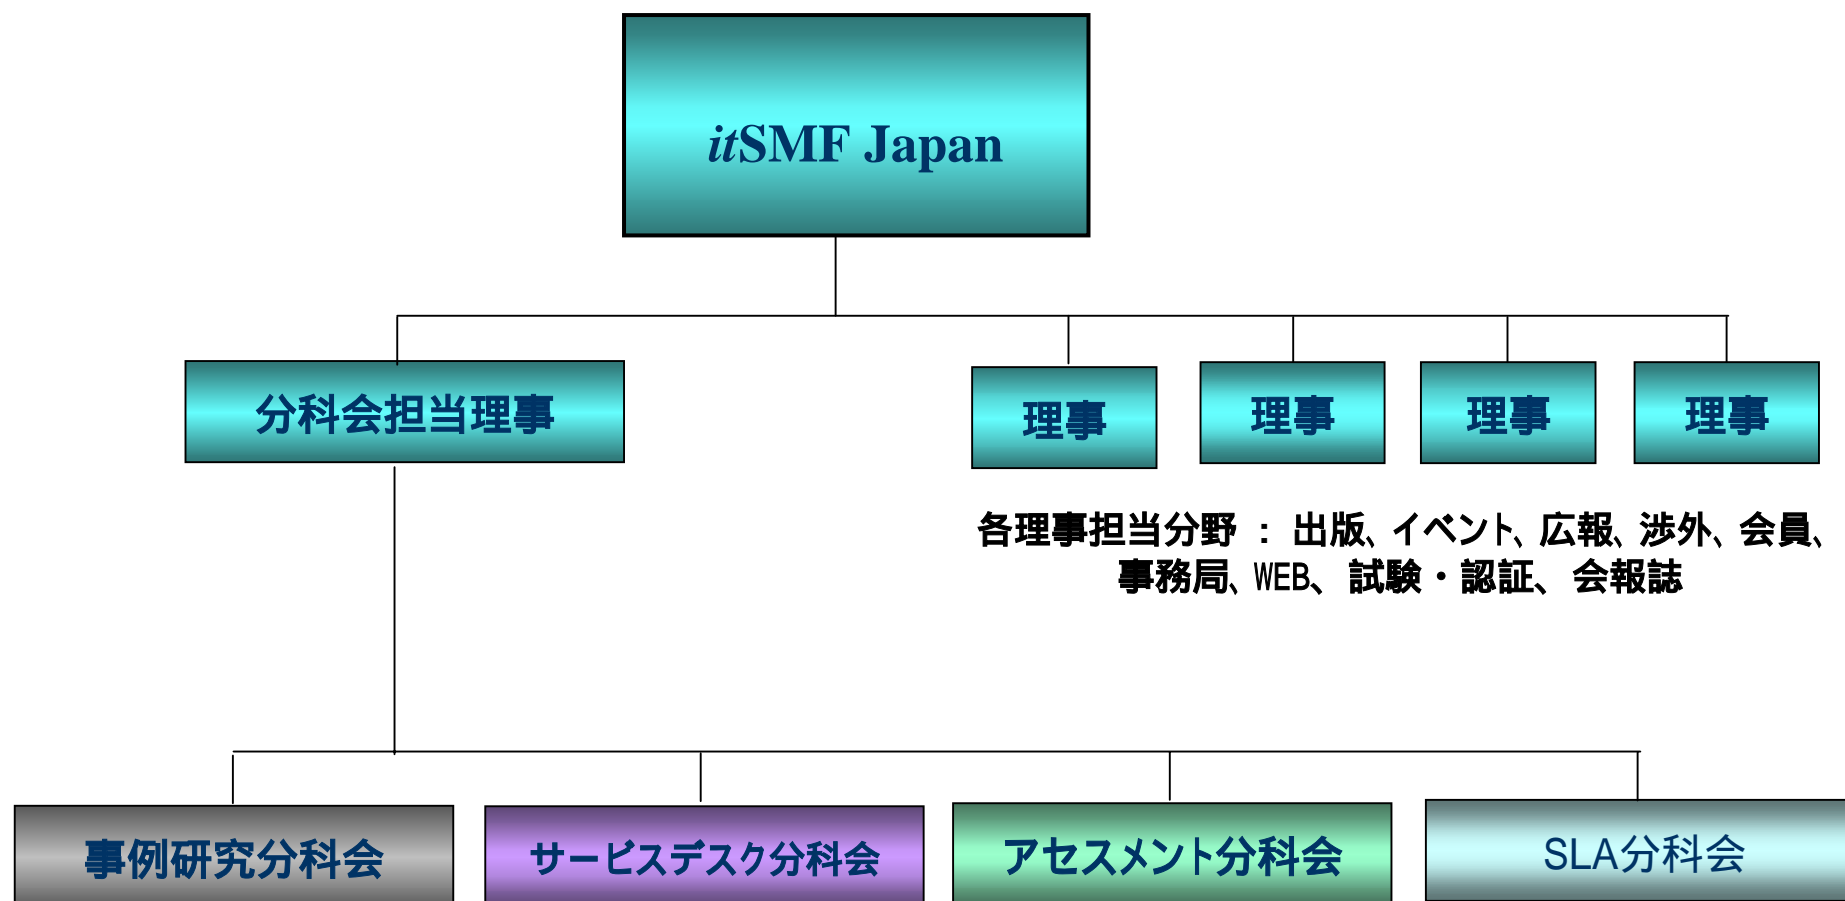 itSMF Japan
分科会担当理事
理事
理事
理事
理事
各理事担当分野 : 出版、イベント、広報、渉外、会員、
事務局、WEB、試験・認証、会報誌
事例研究分科会
サービスデスク分科会
アセスメント分科会
SLA分科会